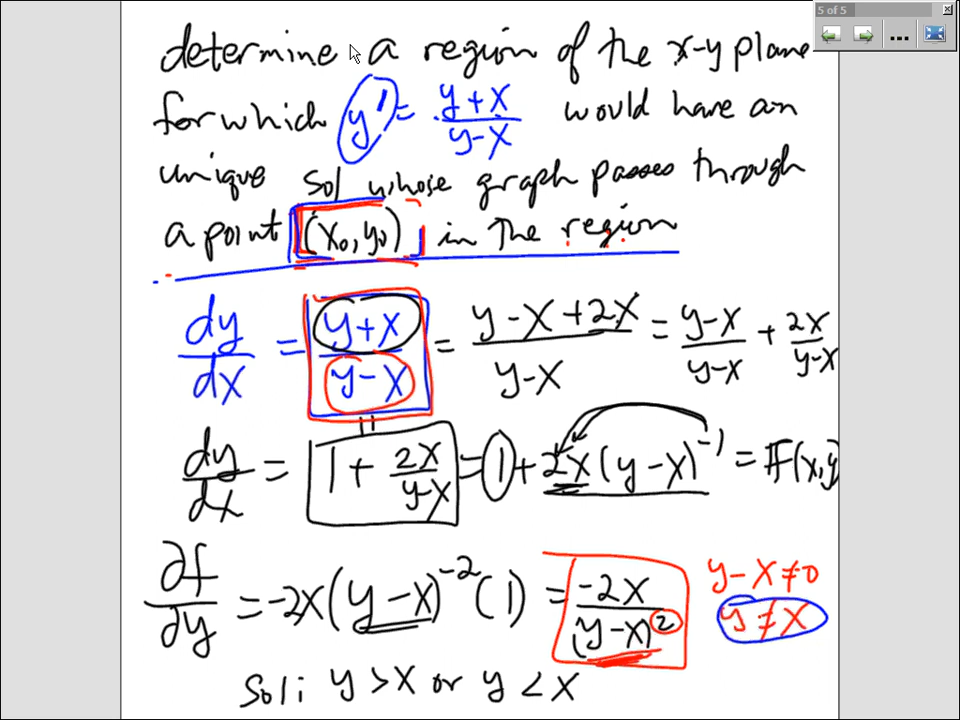 5 of 5
determine a region of the x-y plane
for which y' = y+x / y-x would have an
unique sol whose graph passes through
a point (x₀, y₀) in the region
dy/dx = y+x / y-x = y-x+2x / y-x = y-x / y-x + 2x / y-x
dy/dx = 1 + 2x / y-x = 1 + 2x(y-x)⁻¹ = F(x,y
∂f/∂y = -2x(y-x)⁻²(1) = -2x / (y-x)² y-x≠0
y≠x
Sol: y>x or y<x